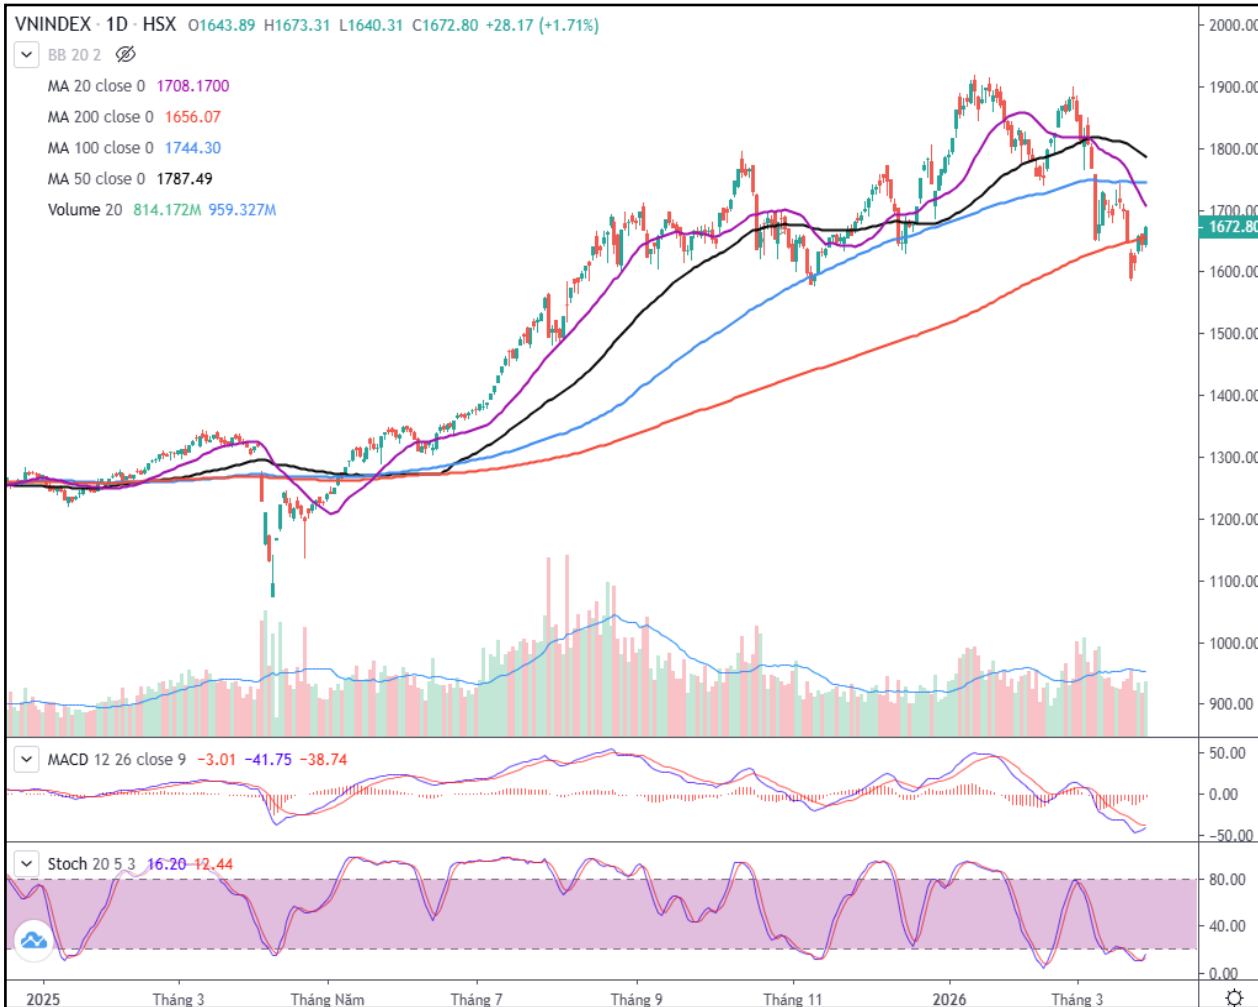 VNINDEX · 1D · HSX O1643.89 H1673.31 L1640.31 C1672.80 +28.17 (+1.71%)
BB 20 2
MA 20 close 0 1708.1700
MA 200 close 0 1656.07
MA 100 close 0 1744.30
MA 50 close 0 1787.49
Volume 20 814.172M 959.327M
2000.00
1900.00
1800.00
1700.00
1672.80
1600.00
1500.00
1400.00
1300.00
1200.00
1100.00
1000.00
900.00
MACD 12 26 close 9 −3.01 −41.75 −38.74
50.00
0.00
−50.00
Stoch 20 5 3 16.20 12.44
80.00
40.00
0.00
2025 Tháng 3 Tháng Năm Tháng 7 Tháng 9 Tháng 11 2026 Tháng 3